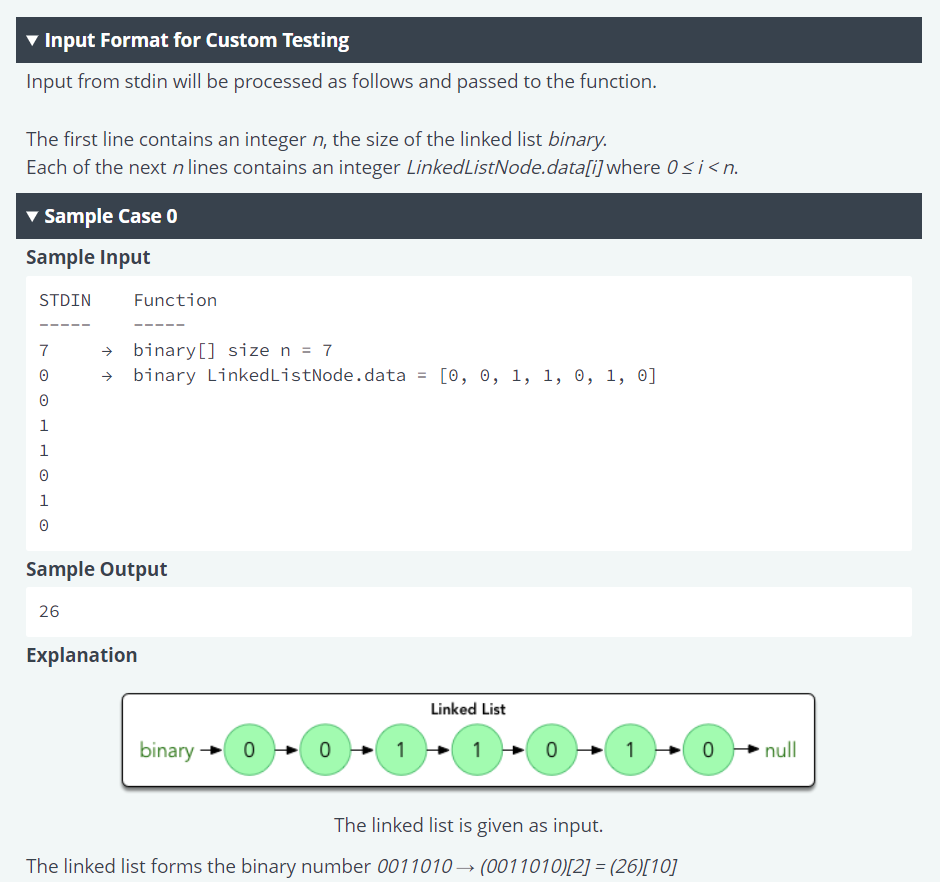 ▼ Input Format for Custom Testing
Input from stdin will be processed as follows and passed to the function.
The first line contains an integer n, the size of the linked list binary.
Each of the next n lines contains an integer LinkedListNode.data[i] where 0 ≤ i < n.
▼ Sample Case 0
Sample Input
STDIN    Function
-----    -----
7     →  binary[] size n = 7
0     →  binary LinkedListNode.data = [0, 0, 1, 1, 0, 1, 0]
0
1
1
0
1
0
Sample Output
26
Explanation
Linked List
binary → 0 → 0 → 1 → 1 → 0 → 1 → 0 → null
The linked list is given as input.
The linked list forms the binary number 0011010 → (0011010)[2] = (26)[10]